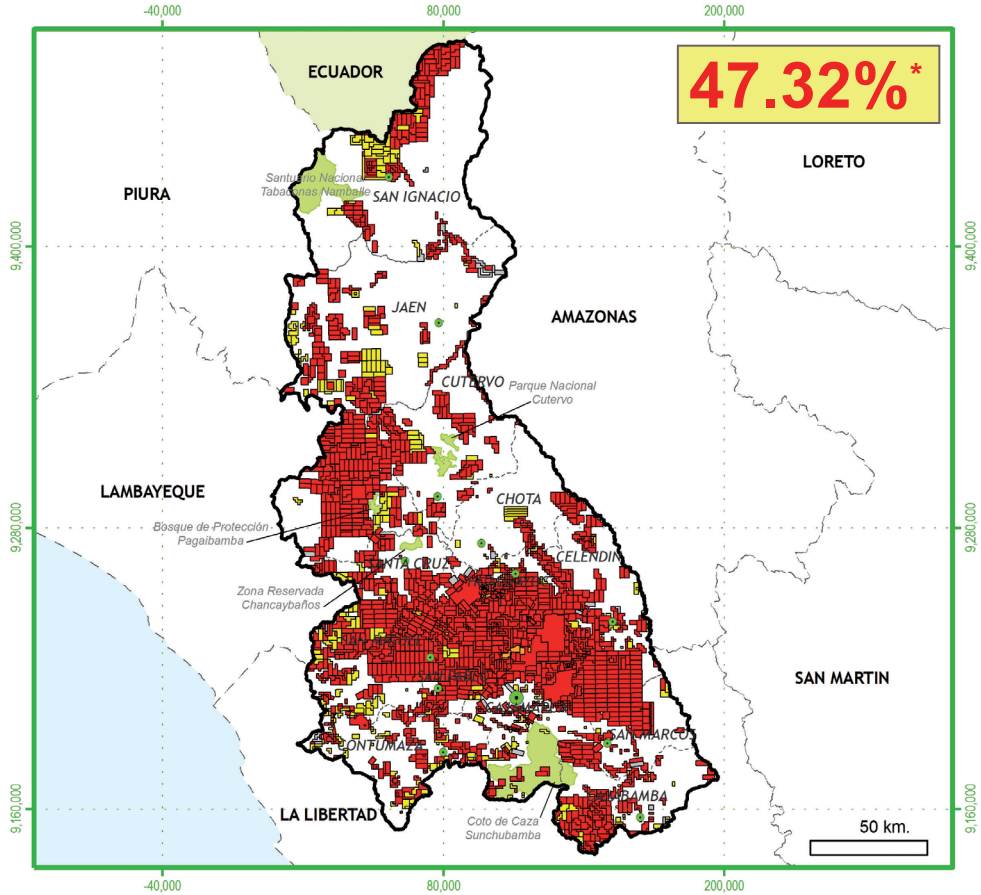 -40,000
80,000
200,000
ECUADOR
47.32%*
LORETO
PIURA
Santuario Nacional
Tabaconas Namballe
SAN IGNACIO
9,400,000
9,400,000
JAEN
AMAZONAS
CUTERVO
Parque Nacional
Cutervo
LAMBAYEQUE
CHOTA
Bosque de Protección
Pagaibamba
9,280,000
9,280,000
CELENDIN
SANTA CRUZ
Zona Reservada
Chancaybaños
SAN MARTIN
SAN MARCOS
CONTUMAZA
LA LIBERTAD
Coto de Caza
Sunchubamba
9,160,000
9,160,000
50 km.
-40,000
80,000
200,000